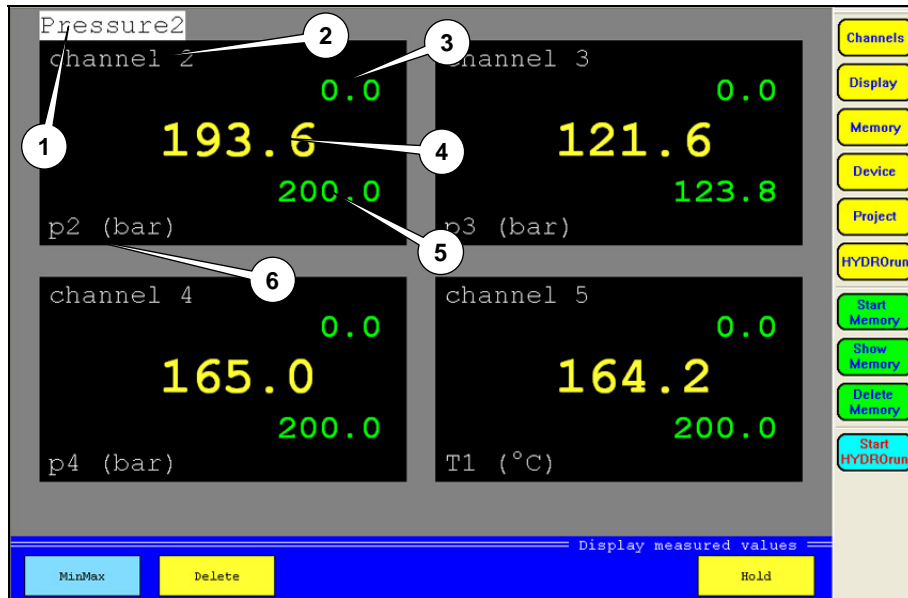 Pressure2
1
2
3
4
5
6
channel 2
0.0
193.6
200.0
p2 (bar)
channel 3
0.0
121.6
123.8
p3 (bar)
channel 4
0.0
165.0
200.0
p4 (bar)
channel 5
0.0
164.2
200.0
T1 (°C)
Channels
Display
Memory
Device
Project
HYDROrun
Start
Memory
Show
Memory
Delete
Memory
Start
HYDROrun
Display measured values
MinMax
Delete
Hold